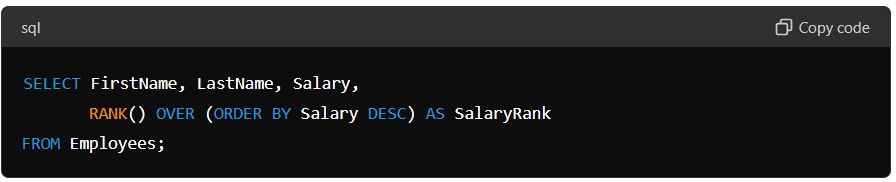 sql
Copy code
SELECT FirstName, LastName, Salary,
RANK() OVER (ORDER BY Salary DESC) AS SalaryRank
FROM Employees;